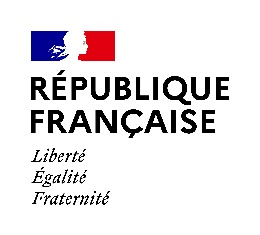 RÉPUBLIQUE
FRANÇAISE
Liberté
Égalité
Fraternité